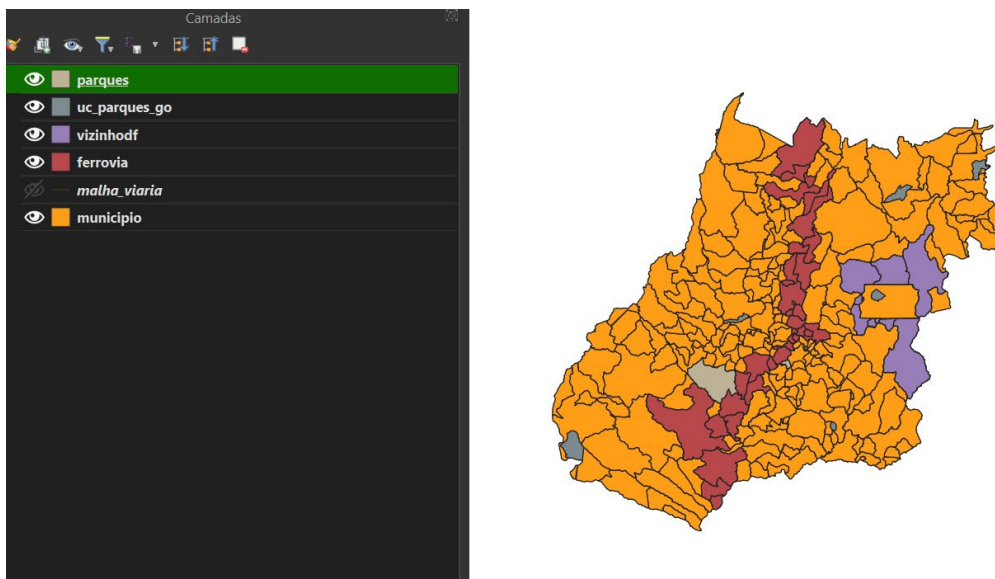 Camadas
parques
uc_parques_go
vizinhodf
ferrovia
malha_viaria
municipio